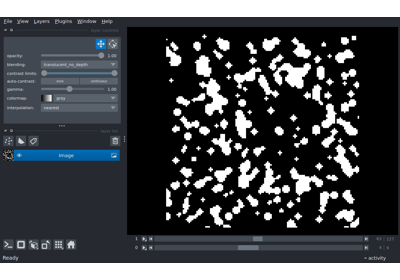 File View Layers Plugins Window Help
opacity: 1.00
blending: translucent_no_depth
contrast limits:
auto-contrast: once continuous
gamma: 1.00
colormap: gray
interpolation: nearest
Image
1
0
Ready activity